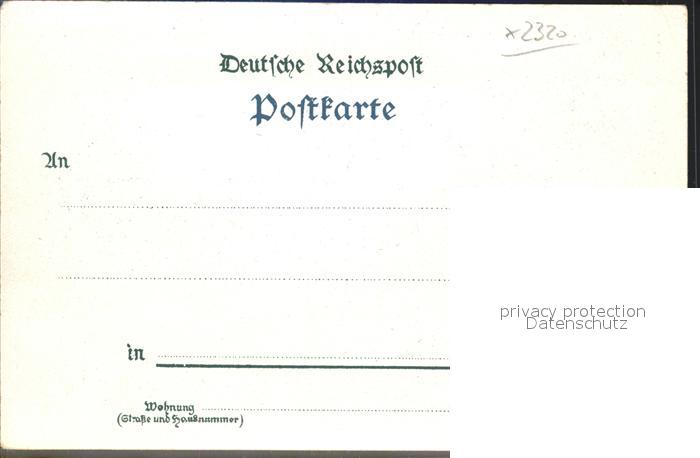 x2320.
Deutsche Reichspost
Postkarte
An
privacy protection
Datenschutz
in
Wohnung
(Straße und Hausnummer)